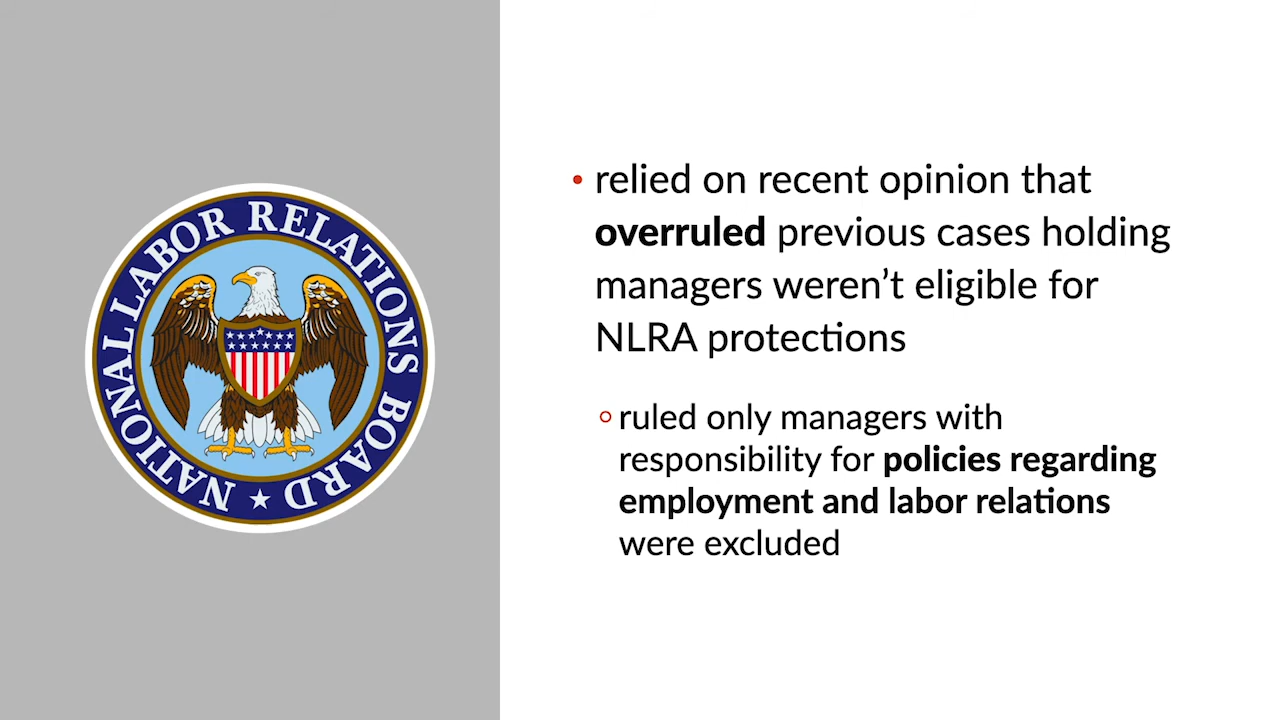 NATIONAL LABOR RELATIONS BOARD
• relied on recent opinion that
overruled previous cases holding
managers weren’t eligible for
NLRA protections
○ ruled only managers with
responsibility for policies regarding
employment and labor relations
were excluded